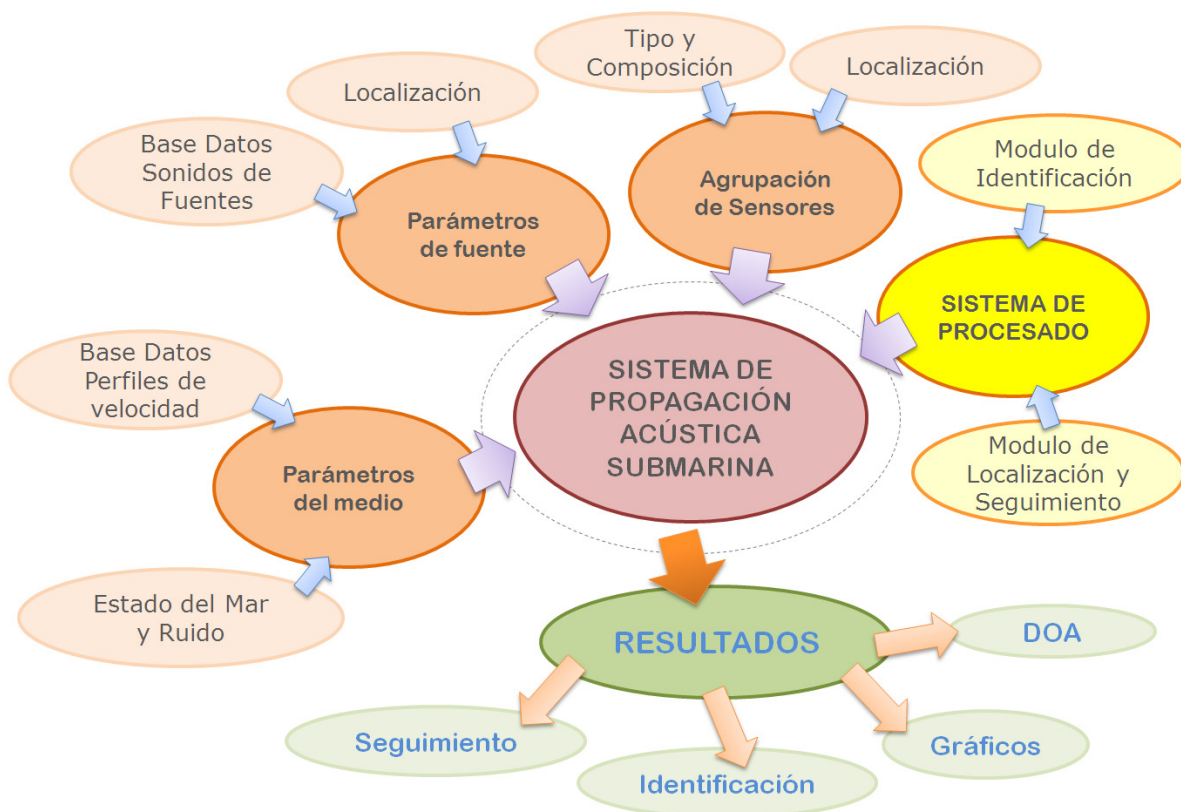 Tipo y
Composición
Localización
Localización
Base Datos
Sonidos de
Fuentes
Modulo de
Identificación
Agrupación
de Sensores
Parámetros
de fuente
SISTEMA DE
PROCESADO
Base Datos
Perfiles de
velocidad
SISTEMA DE
PROPAGACIÓN
ACÚSTICA
SUBMARINA
Modulo de
Localización y
Seguimiento
Parámetros
del medio
Estado del Mar
y Ruido
RESULTADOS
DOA
Seguimiento
Gráficos
Identificación